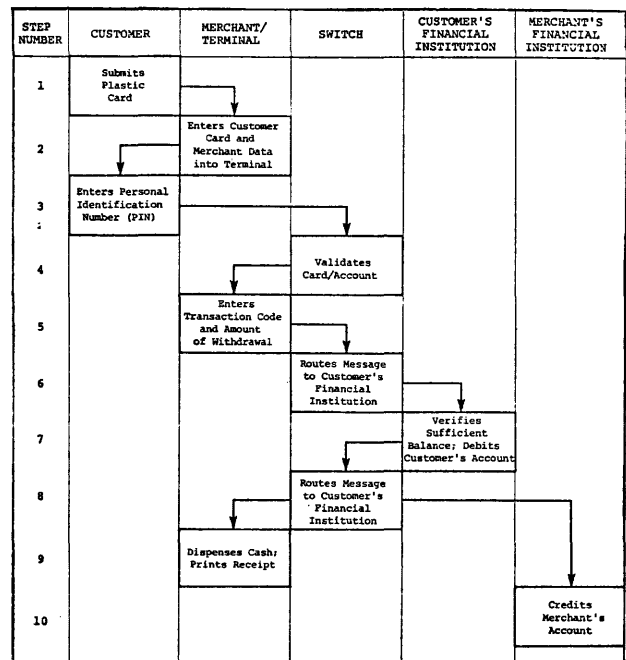 STEP
NUMBER
CUSTOMER
MERCHANT/
TERMINAL
SWITCH
CUSTOMER'S
FINANCIAL
INSTITUTION
MERCHANT'S
FINANCIAL
INSTITUTION
1
Submits
Plastic
Card
2
Enters Customer
Card and
Merchant Data
into Terminal
3
Enters Personal
Identification
Number (PIN)
4
Validates
Card/Account
5
Enters
Transaction Code
and Amount
of Withdrawal
6
Routes Message
to Customer's
Financial
Institution
7
Verifies
Sufficient
Balance; Debits
Customer's Account
8
Routes Message
to Customer's
Financial
Institution
9
Dispenses Cash;
Prints Receipt
10
Credits
Merchant's
Account